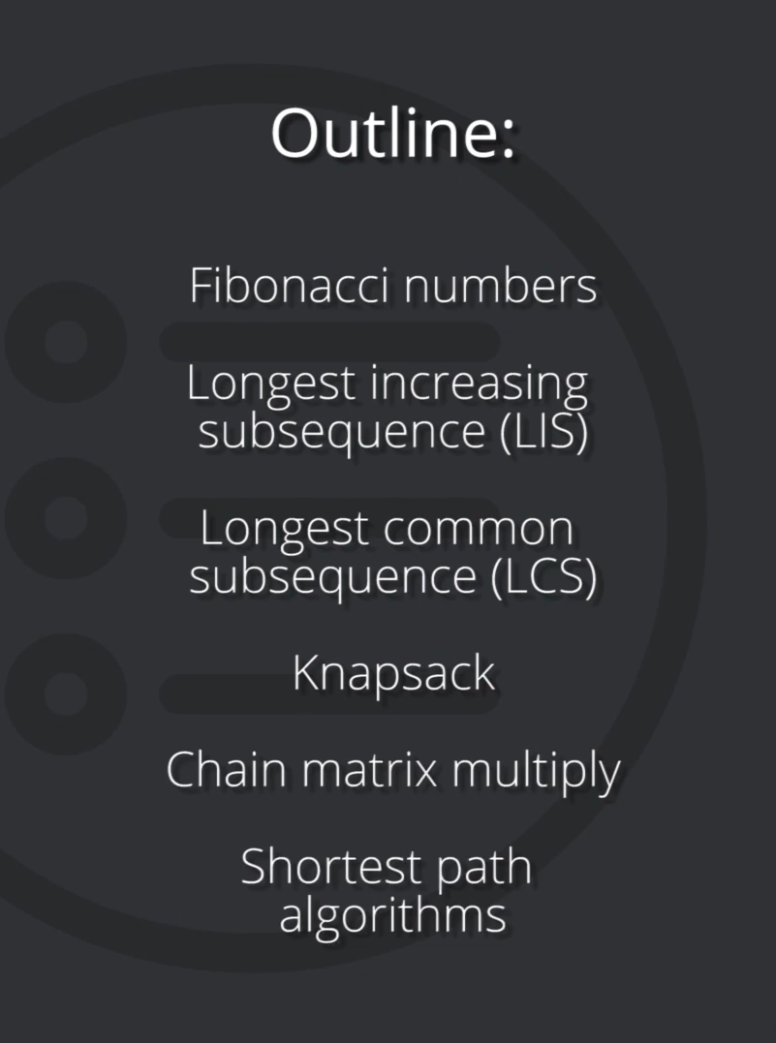 Outline:
Fibonacci numbers
Longest increasing
subsequence (LIS)
Longest common
subsequence (LCS)
Knapsack
Chain matrix multiply
Shortest path
algorithms